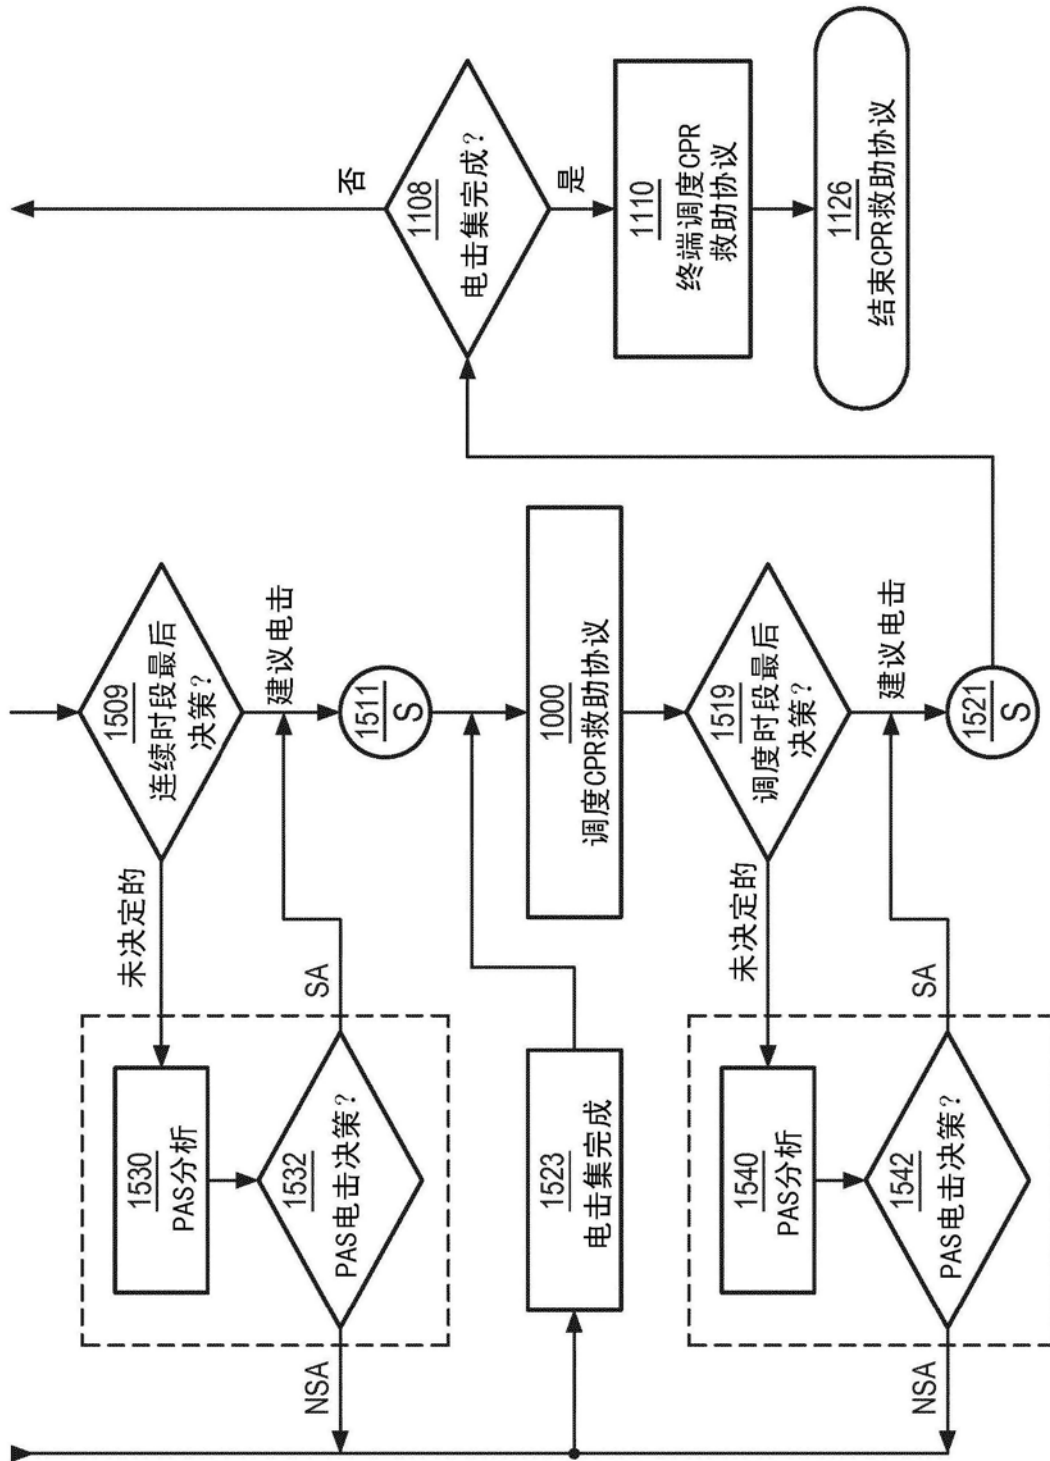 1509
连续时段最后
决策?
未决定的
建议电击
1530
PAS分析
1532
PAS电击决策?
SA
NSA
1511
S
1523
电击集完成
1000
调度CPR救助协议
1519
调度时段最后
决策?
未决定的
建议电击
1540
PAS分析
1542
PAS电击决策?
SA
NSA
1521
S
否
1108
电击集完成?
是
1110
终端调度CPR
救助协议
1126
结束CPR救助协议